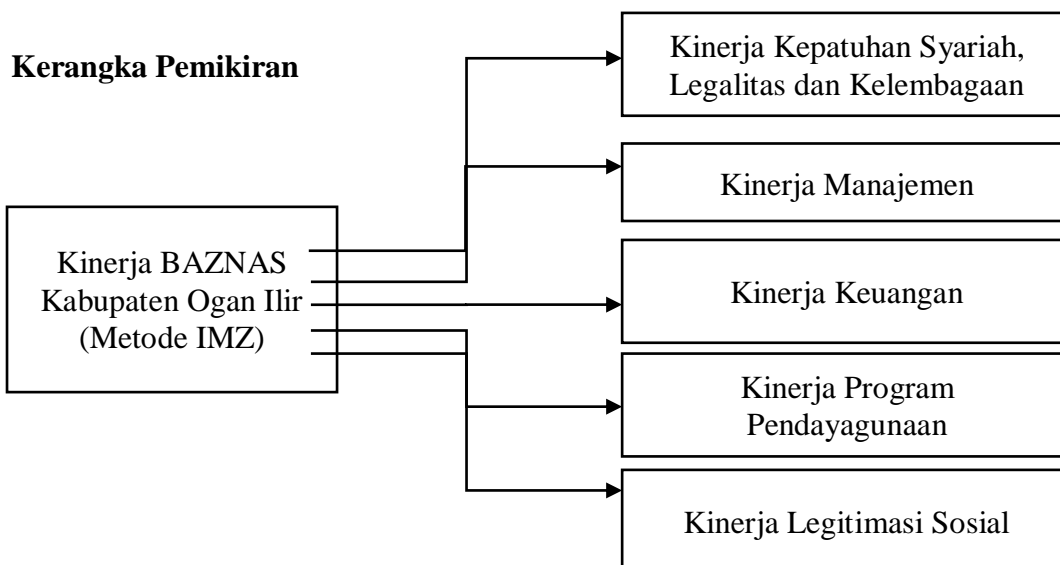 Kerangka Pemikiran
Kinerja BAZNAS
Kabupaten Ogan Ilir
(Metode IMZ)
Kinerja Kepatuhan Syariah,
Legalitas dan Kelembagaan
Kinerja Manajemen
Kinerja Keuangan
Kinerja Program
Pendayagunaan
Kinerja Legitimasi Sosial